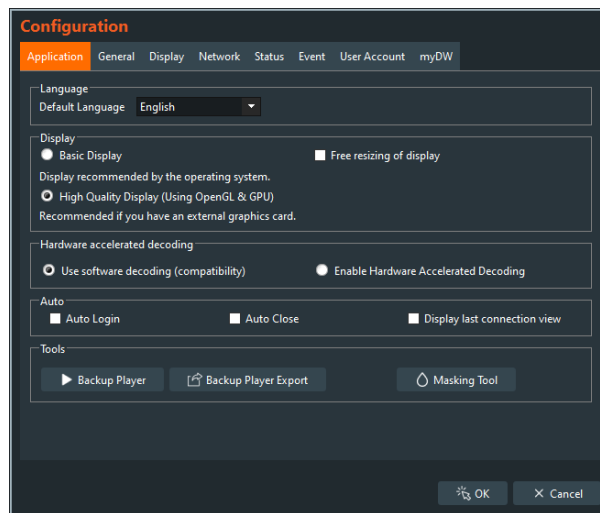 Configuration
Application General Display Network Status Event User Account myDW
Language
Default Language English
Display
Basic Display Free resizing of display
Display recommended by the operating system.
High Quality Display (Using OpenGL & GPU)
Recommended if you have an external graphics card.
Hardware accelerated decoding
Use software decoding (compatibility) Enable Hardware Accelerated Decoding
Auto
Auto Login Auto Close Display last connection view
Tools
Backup Player Backup Player Export Masking Tool
OK Cancel